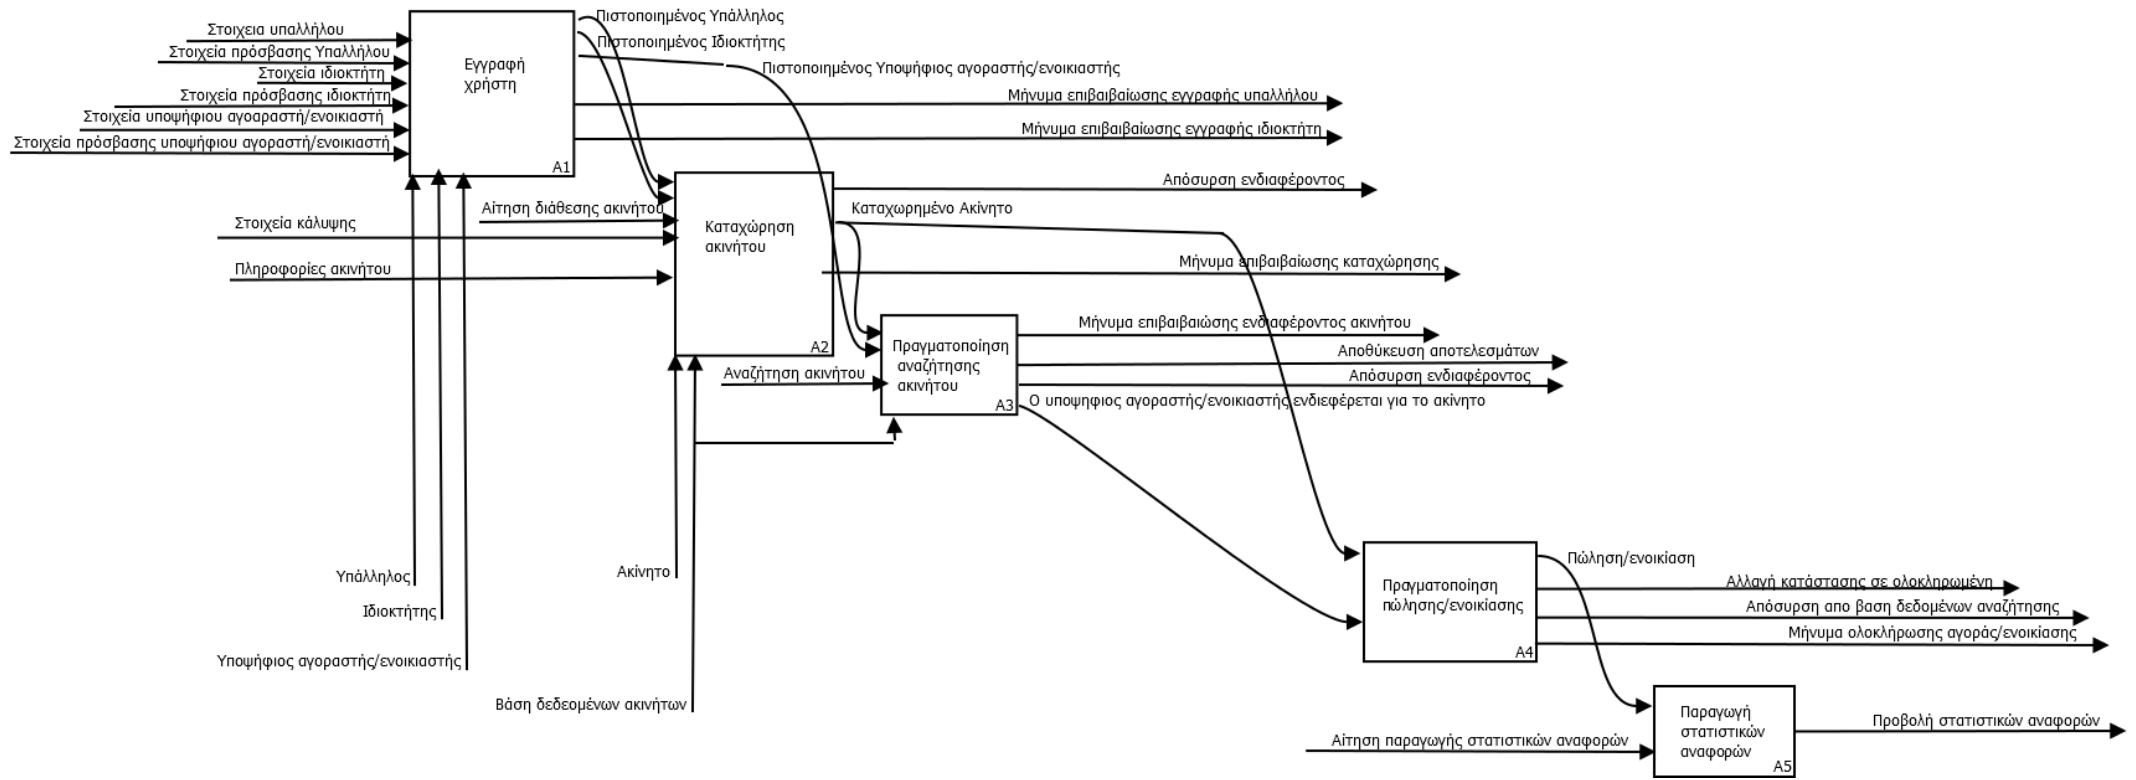 Πιστοποιημένος Υπάλληλος
Στοιχεια υπαλλήλου
Πιστοποιημένος Ιδιοκτήτης
Στοιχεία πρόσβασης Υπαλλήλου
Εγγραφή
χρήστη
Πιστοποιημένος Υποψήφιος αγοραστής/ενοικιαστής
Στοιχεία ιδιοκτήτη
Στοιχεία πρόσβασης ιδιοκτήτη
Μήνυμα επιβαιβαίωσης εγγραφής υπαλλήλου
Στοιχεία υποψήφιου αγοαραστή/ενοικιαστή
Μήνυμα επιβαιβαίωσης εγγραφής ιδιοκτήτη
Στοιχεία πρόσβασης υποψήφιου αγοραστή/ενοικιαστή
A1
Απόσυρση ενδιαφέροντος
Αίτηση διάθεσης ακινήτου
Καταχωρημένο Ακίνητο
Στοιχεία κάλυψης
Καταχώρηση
ακινήτου
Πληροφορίες ακινήτου
Μήνυμα επιβαιβαίωσης καταχώρησης
Μήνυμα επιβαιβαιώσης ενδιαφέροντος ακινήτου
A2
Πραγματοποίηση
αναζήτησης
ακινήτου
Αποθύκευση αποτελεσμάτων
Αναζήτηση ακινήτου
Απόσυρση ενδιαφέροντος
A3
Ο υποψηφιος αγοραστής/ενοικιαστής ενδιεφέρεται για το ακίνητο
Υπάλληλος
Ακίνητο
Πώληση/ενοικίαση
Ιδιοκτήτης
Πραγματοποίηση
πώλησης/ενοικίασης
Αλλαγή κατάστασης σε ολοκληρωμένη
Απόσυρση απο βαση δεδομένων αναζήτησης
Μήνυμα ολοκλήρωσης αγοράς/ενοικίασης
A4
Υποψήφιος αγοραστής/ενοικιαστής
Βάση δεδεομένων ακινήτων
Παραγωγή
στατιστικών
αναφορών
Προβολή στατιστικών αναφορών
Αίτηση παραγωγής στατιστικών αναφορών
A5